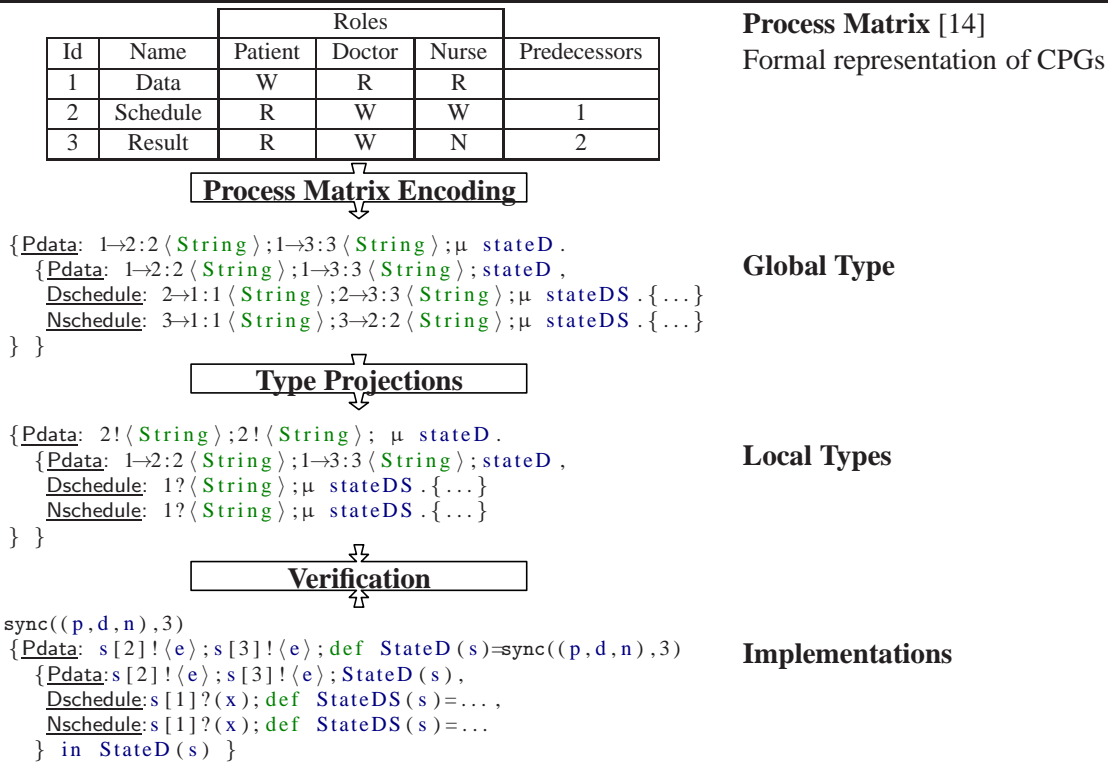 Roles
Process Matrix [14]
Id Name Patient Doctor Nurse Predecessors
Formal representation of CPGs
1 Data W R R
2 Schedule R W W 1
3 Result R W N 2
Process Matrix Encoding
{Pdata: 1→2:2⟨String⟩;1→3:3⟨String⟩;μ stateD.
{Pdata: 1→2:2⟨String⟩;1→3:3⟨String⟩;stateD,
Global Type
Dschedule: 2→1:1⟨String⟩;2→3:3⟨String⟩;μ stateDS.{...}
Nschedule: 3→1:1⟨String⟩;3→2:2⟨String⟩;μ stateDS.{...}
} }
Type Projections
{Pdata: 2!⟨String⟩;2!⟨String⟩; μ stateD.
{Pdata: 1→2:2⟨String⟩;1→3:3⟨String⟩;stateD,
Local Types
Dschedule: 1?⟨String⟩;μ stateDS.{...}
Nschedule: 1?⟨String⟩;μ stateDS.{...}
} }
Verification
sync((p,d,n),3)
{Pdata: s[2]!⟨e⟩;s[3]!⟨e⟩;def StateD(s)=sync((p,d,n),3)
Implementations
{Pdata:s[2]!⟨e⟩;s[3]!⟨e⟩;StateD(s),
Dschedule:s[1]?(x);def StateDS(s)=...,
Nschedule:s[1]?(x);def StateDS(s)=...
} in StateD(s) }